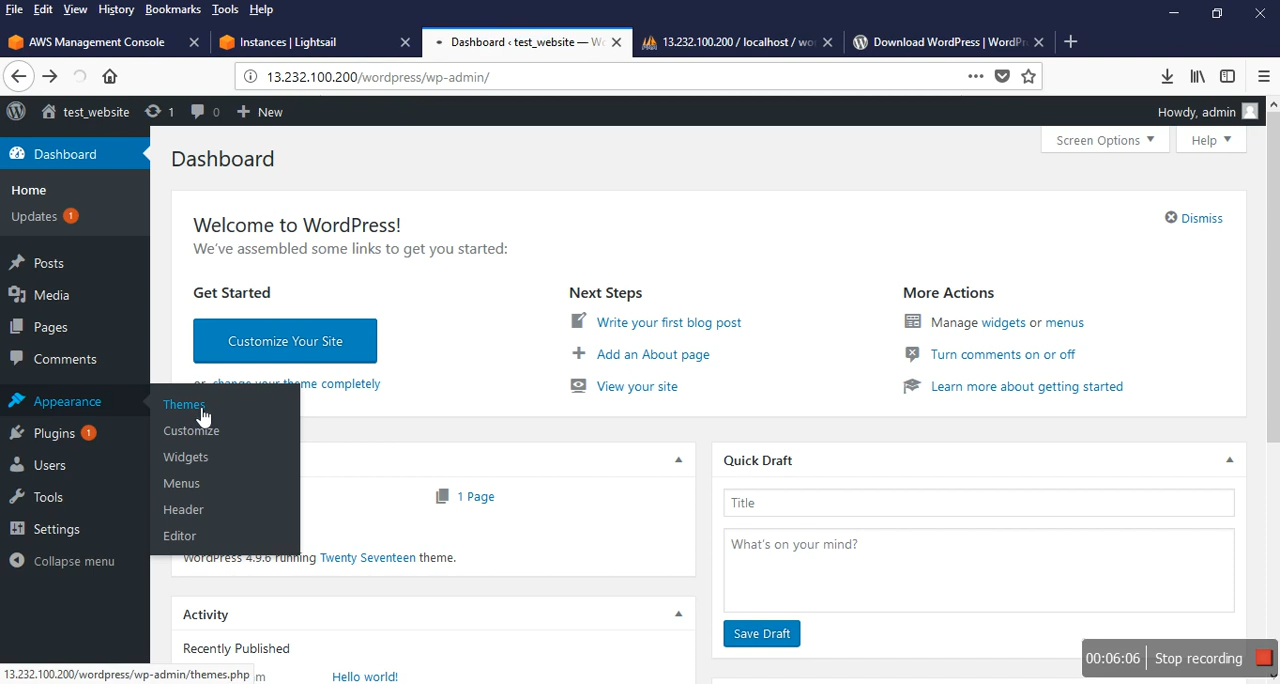 File Edit View History Bookmarks Tools Help
AWS Management Console
Instances | Lightsail
Dashboard ‹ test_website — W
13.232.100.200 / localhost / wo
Download WordPress | WordPr
13.232.100.200/wordpress/wp-admin/
test_website 1 0 New
Howdy, admin
Screen Options
Help
Dashboard
Home
Updates 1
Posts
Media
Pages
Comments
Appearance
Plugins 1
Users
Tools
Settings
Collapse menu
Themes
Customize
Widgets
Menus
Header
Editor
Dashboard
Welcome to WordPress!
We've assembled some links to get you started:
Dismiss
Get Started
Customize Your Site
or change your theme completely
Next Steps
Write your first blog post
Add an About page
View your site
More Actions
Manage widgets or menus
Turn comments on or off
Learn more about getting started
1 Page
WordPress 4.9.6 running Twenty Seventeen theme.
Activity
Recently Published
m Hello world!
Quick Draft
Title
What's on your mind?
Save Draft
13.232.100.200/wordpress/wp-admin/themes.php
00:06:06 Stop recording